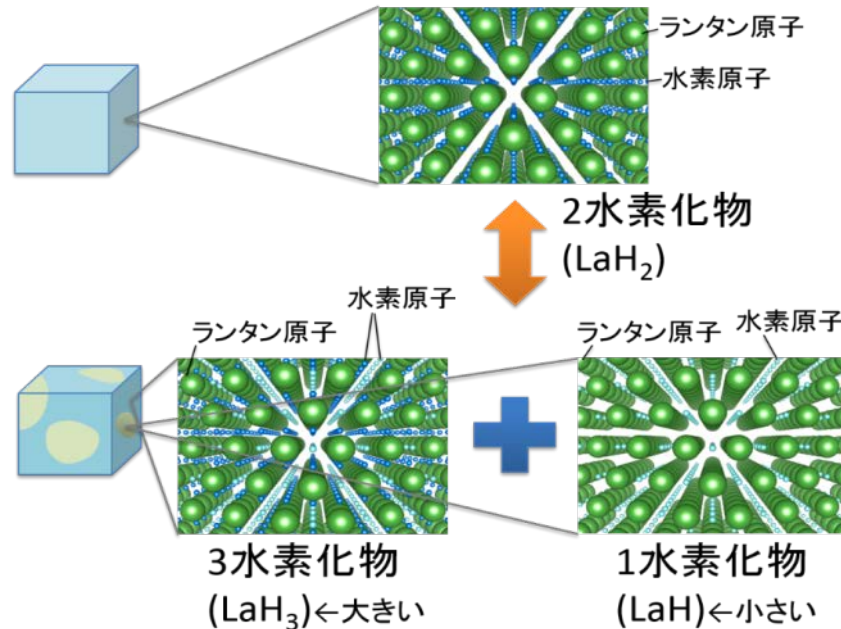 ランタン原子
水素原子
2水素化物
(LaH₂)
水素原子
ランタン原子
ランタン原子
水素原子
3水素化物
(LaH₃)←大きい
1水素化物
(LaH)←小さい